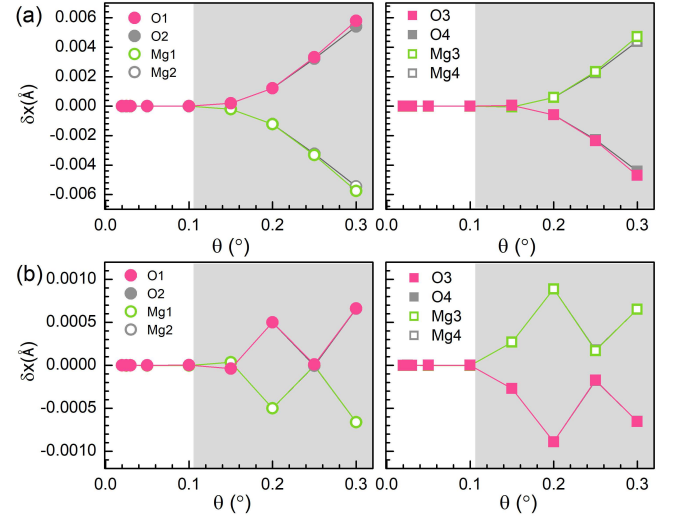 (a)
δx(Å)
0.006
0.004
0.002
0.000
-0.002
-0.004
-0.006
O1
O2
Mg1
Mg2
0.0 0.1 0.2 0.3
θ (°)
O3
O4
Mg3
Mg4
0.0 0.1 0.2 0.3
θ (°)
(b)
δx(Å)
0.0010
0.0005
0.0000
-0.0005
-0.0010
O1
O2
Mg1
Mg2
0.0 0.1 0.2 0.3
θ (°)
O3
O4
Mg3
Mg4
0.0 0.1 0.2 0.3
θ (°)